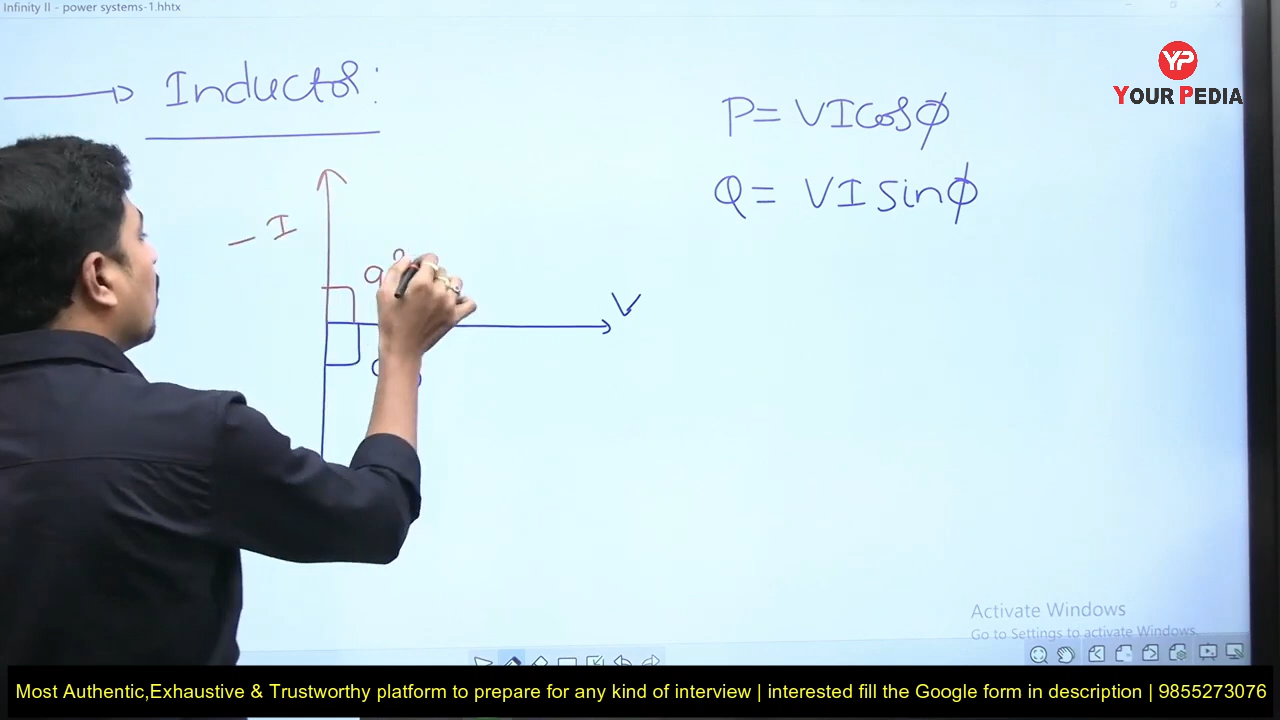 Infinity II - power systems-1.hhtx
YP
YOUR PEDIA
Inductor:
P= VI cosϕ
Q= VI sinϕ
- I
V
Activate Windows
Go to Settings to activate Windows.
Most Authentic,Exhaustive & Trustworthy platform to prepare for any kind of interview | interested fill the Google form in description | 9855273076